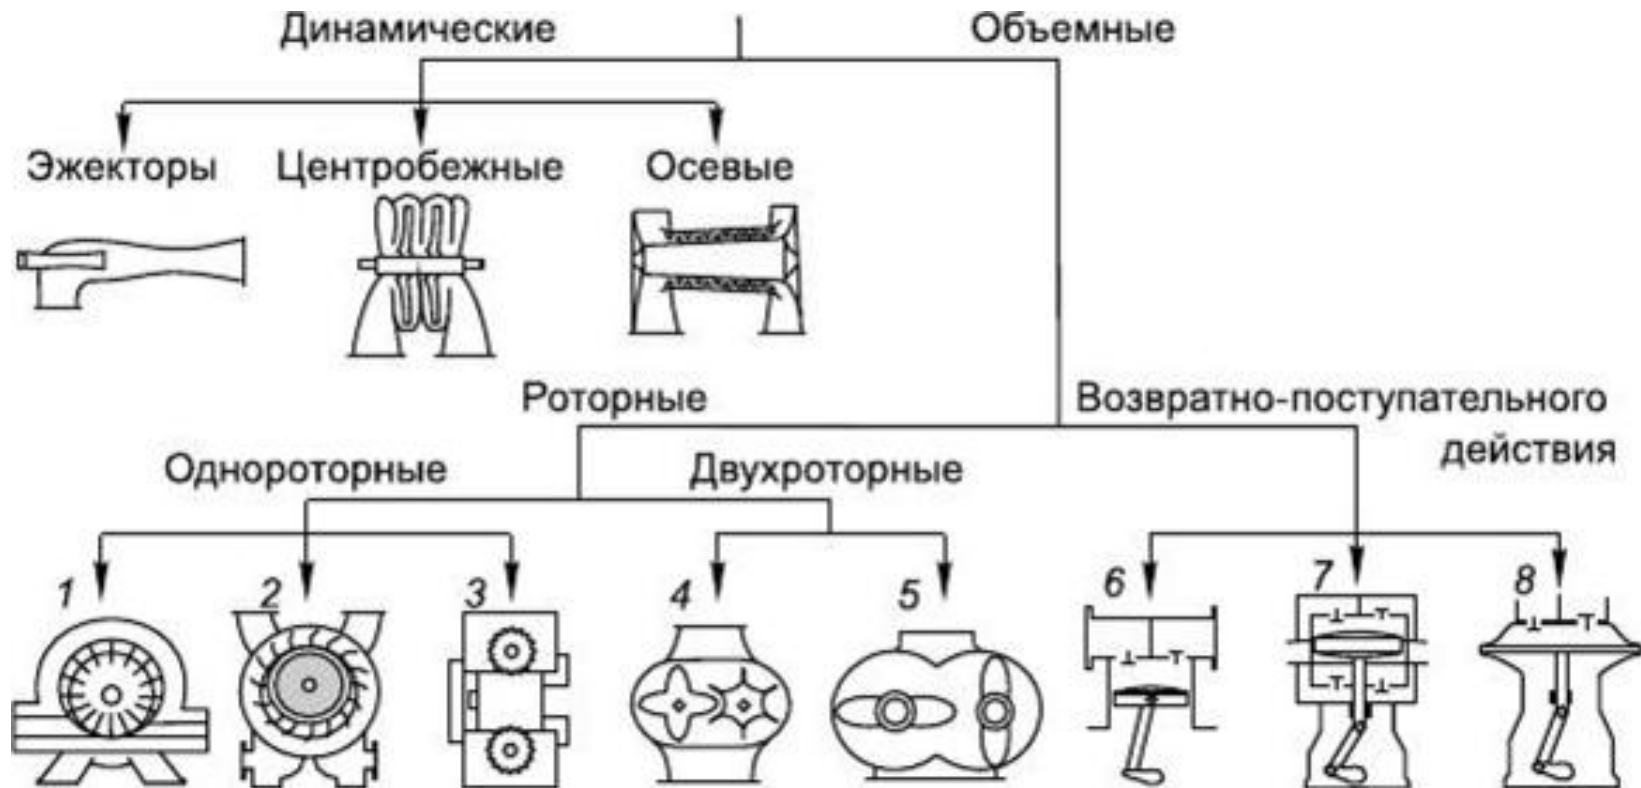 Динамические
Объемные
Эжекторы
Центробежные
Осевые
Роторные
Возвратно-поступательного
действия
Однороторные
Двухроторные
1
2
3
4
5
6
7
8